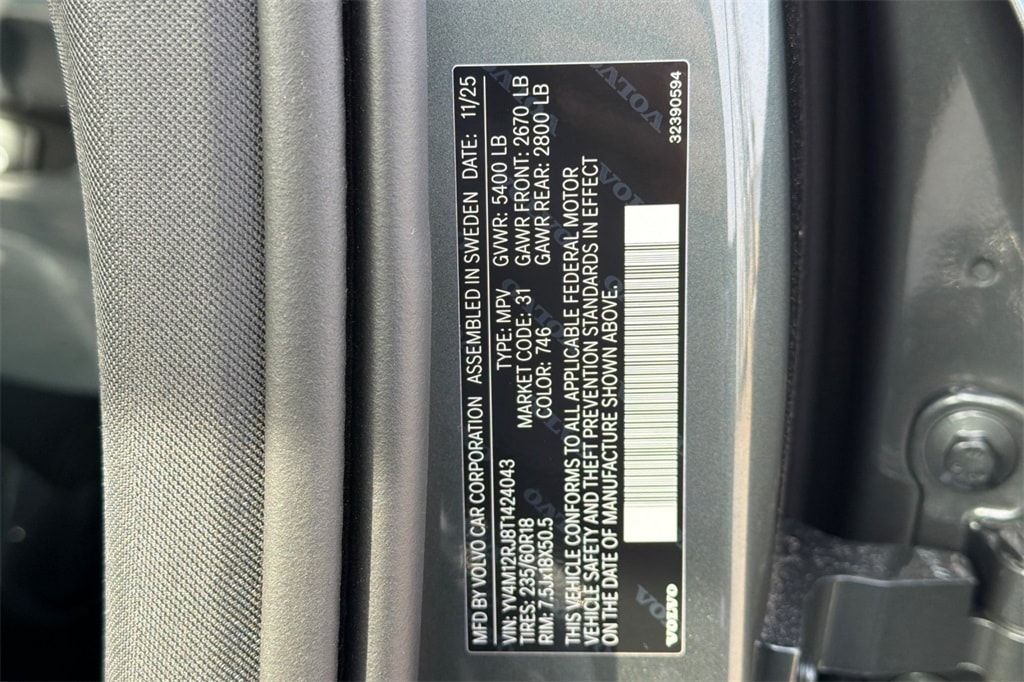 MFD BY VOLVO CAR CORPORATION ASSEMBLED IN SWEDEN DATE: 11/25
VIN: YV4M12RJ8T1424043 TYPE: MPV GVWR: 5400 LB
TIRES: 235/60R18 MARKET CODE: 31 GAWR FRONT: 2670 LB
RIM: 7.5Jx18X50.5 COLOR: 746 GAWR REAR: 2800 LB
THIS VEHICLE CONFORMS TO ALL APPLICABLE FEDERAL MOTOR
VEHICLE SAFETY AND THEFT PREVENTION STANDARDS IN EFFECT
ON THE DATE OF MANUFACTURE SHOWN ABOVE.
VOLVO
32390594